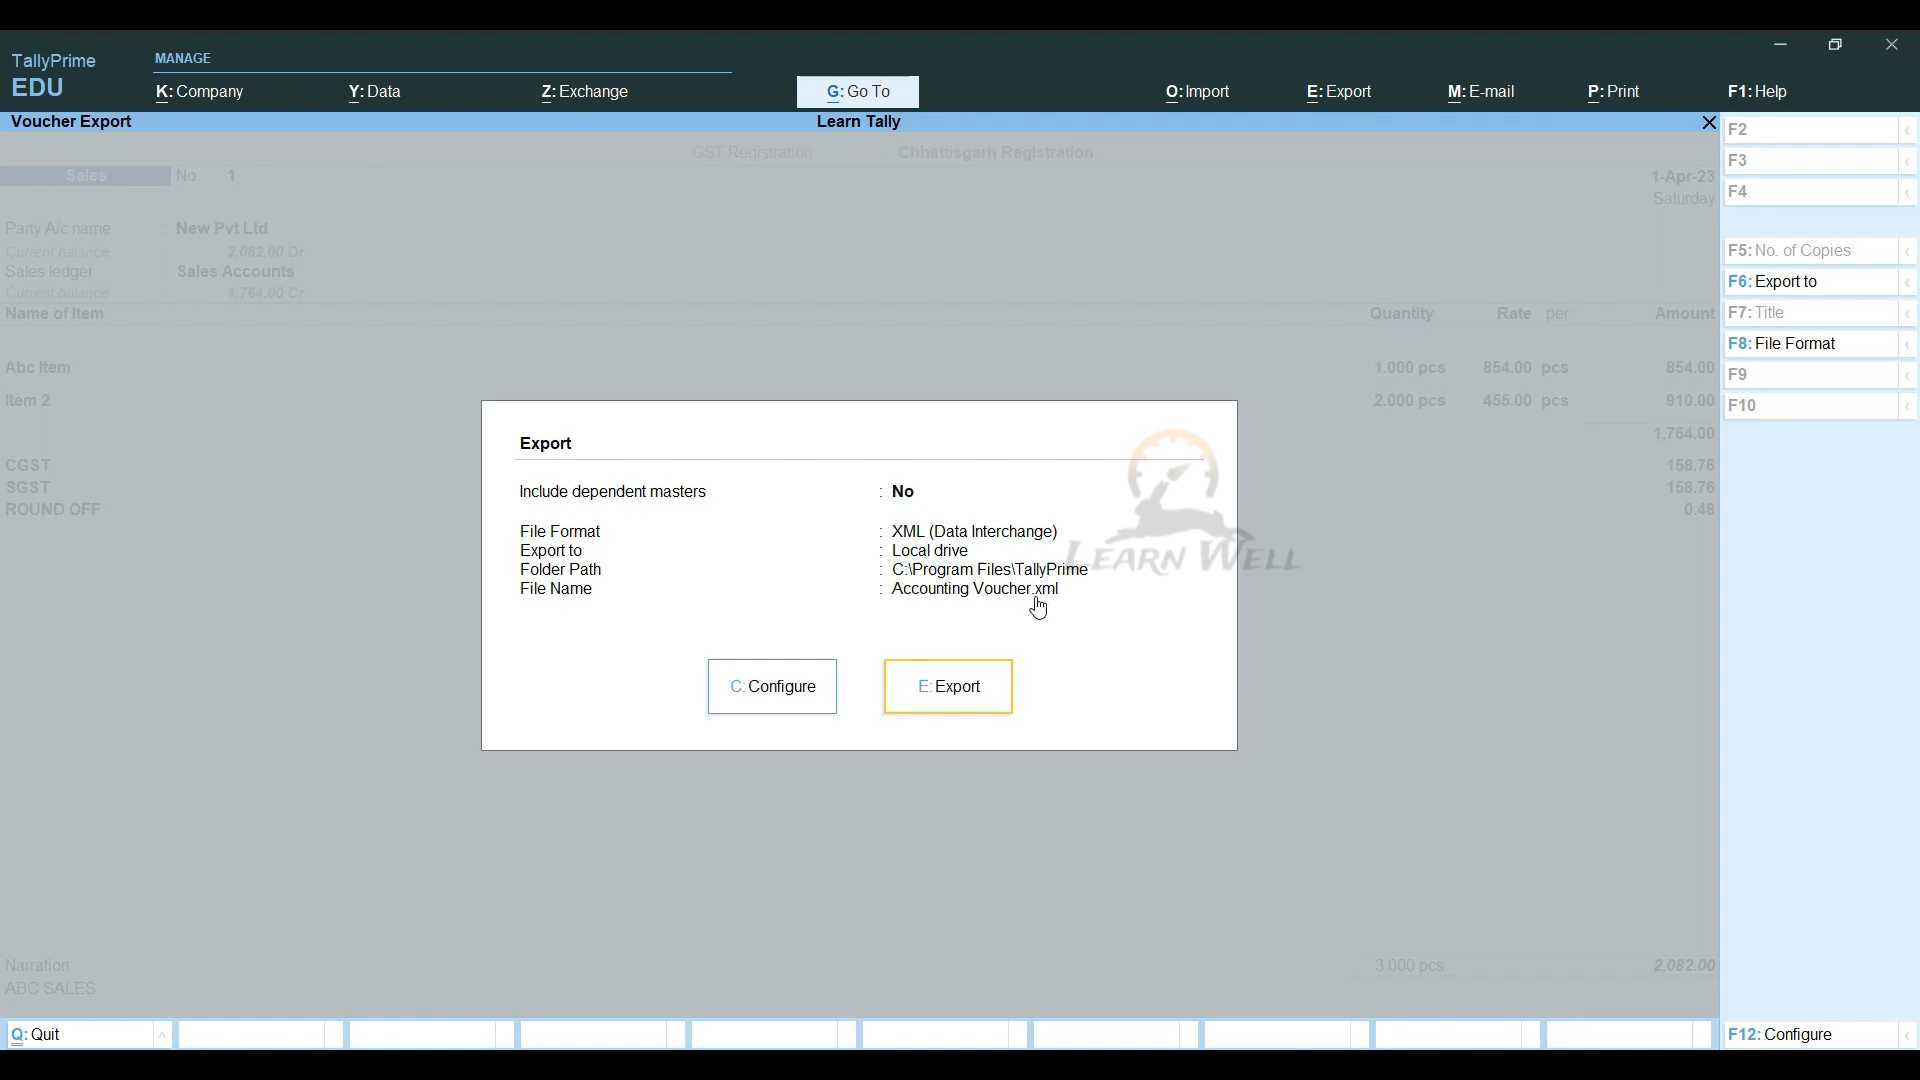 TallyPrime
EDU
MANAGE
K: Company
Y: Data
Z: Exchange
G: Go To
O: Import
E: Export
M: E-mail
P: Print
F1: Help
Voucher Export
Learn Tally
GST Registration : Chhattisgarh Registration
Sales No. 1
1-Apr-23
Saturday
Party A/c name : New Pvt Ltd
Current balance 2,082.00 Dr
Sales ledger : Sales Accounts
Current balance 1,764.00 Cr
Name of Item Quantity Rate per Amount
Abc Item 1.000 pcs 854.00 pcs 854.00
Item 2 2.000 pcs 455.00 pcs 910.00
1,764.00
CGST 158.76
SGST 158.76
ROUND OFF 0.48
Export
Include dependent masters : No
File Format : XML (Data Interchange)
Export to : Local drive
Folder Path : C:\Program Files\TallyPrime
File Name : Accounting Voucher.xml
C: Configure
E: Export
LEARN WELL
Narration:
ABC SALES
3.000 pcs 2,082.00
F2
F3
F4
F5: No. of Copies
F6: Export to
F7: Title
F8: File Format
F9
F10
Q: Quit
F12: Configure